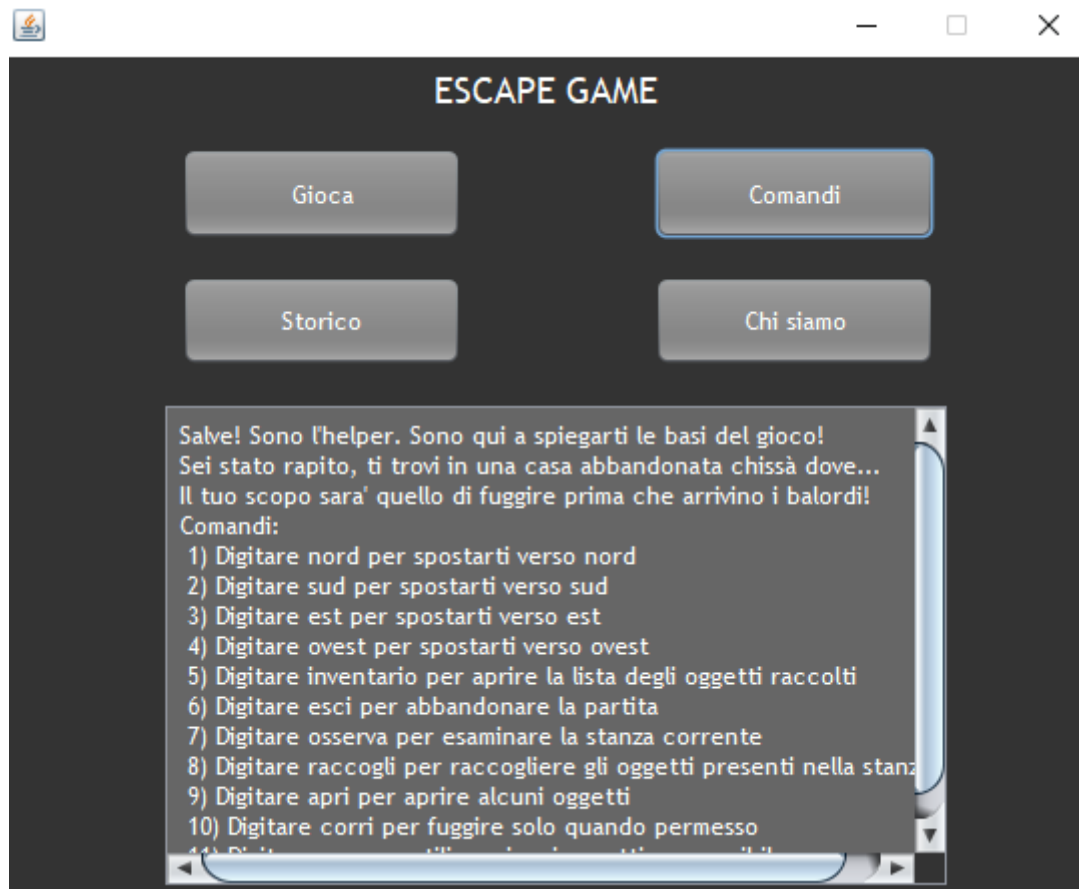 ESCAPE GAME
Gioca
Comandi
Storico
Chi siamo
Salve! Sono l'helper. Sono qui a spiegarti le basi del gioco!
Sei stato rapito, ti trovi in una casa abbandonata chissà dove...
Il tuo scopo sara' quello di fuggire prima che arrivino i balordi!
Comandi:
1) Digitare nord per spostarti verso nord
2) Digitare sud per spostarti verso sud
3) Digitare est per spostarti verso est
4) Digitare ovest per spostarti verso ovest
5) Digitare inventario per aprire la lista degli oggetti raccolti
6) Digitare esci per abbandonare la partita
7) Digitare osserva per esaminare la stanza corrente
8) Digitare raccogli per raccogliere gli oggetti presenti nella stanz
9) Digitare apri per aprire alcuni oggetti
10) Digitare corri per fuggire solo quando permesso